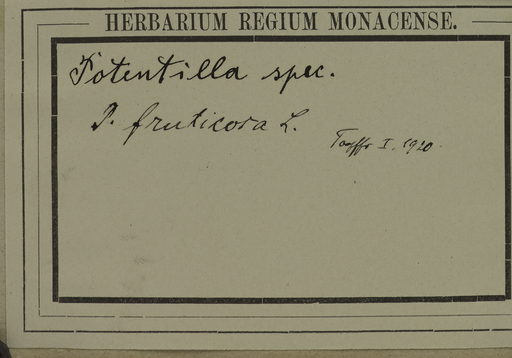 HERBARIUM REGIUM MONACENSE.
Potentilla spec.
P. fruticosa L.
I. 1920